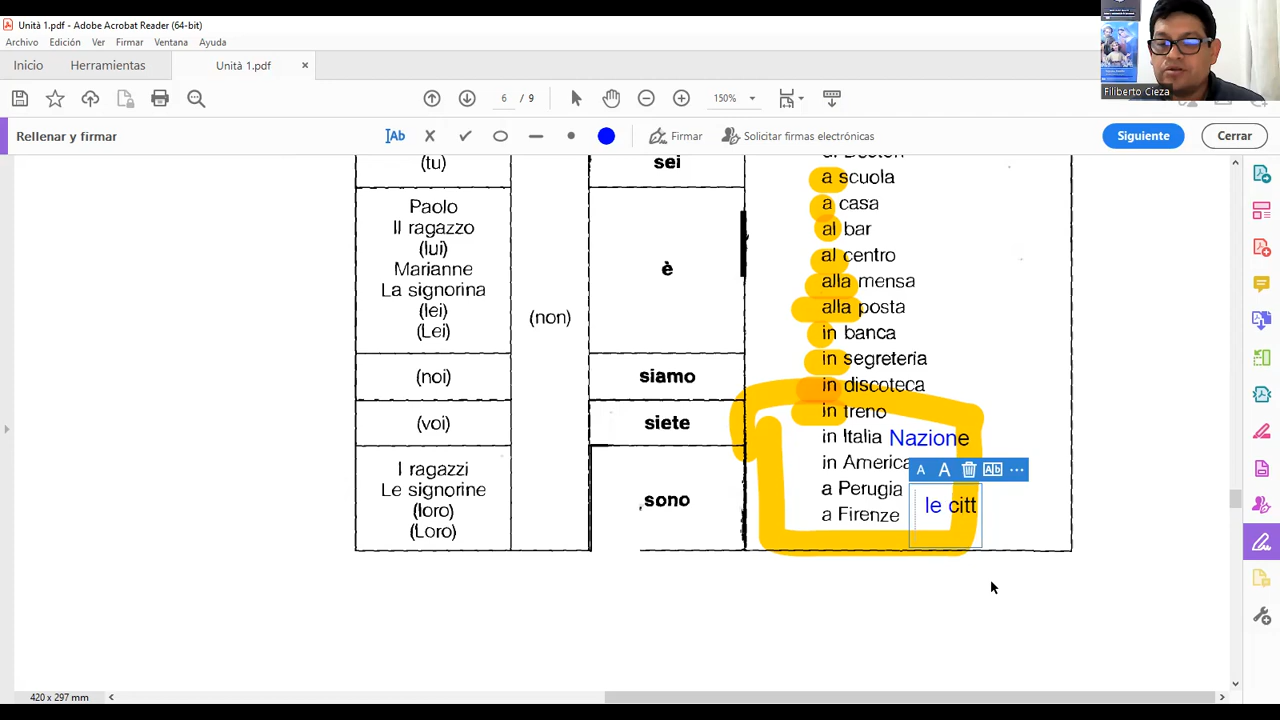 Unità 1.pdf - Adobe Acrobat Reader (64-bit)
Archivo Edición Ver Firmar Ventana Ayuda
Inicio Herramientas Unità 1.pdf ×
6 / 9 150%
Filiberto Cieza
Rellenar y firmar IAb Firmar Solicitar firmas electrónicas Siguiente Cerrar
(tu) sei
a scuola
a casa
al bar
al centro
alla mensa
alla posta
in banca
in segreteria
in discoteca
in treno
in Italia Nazione
in America
a Perugia
a Firenze le citt
Paolo
Il ragazzo
(lui)
Marianne
La signorina
(lei)
(Lei)
è
(non)
(noi) siamo
(voi) siete
I ragazzi
Le signorine
(loro)
(Loro)
sono
A A Ab
420 x 297 mm